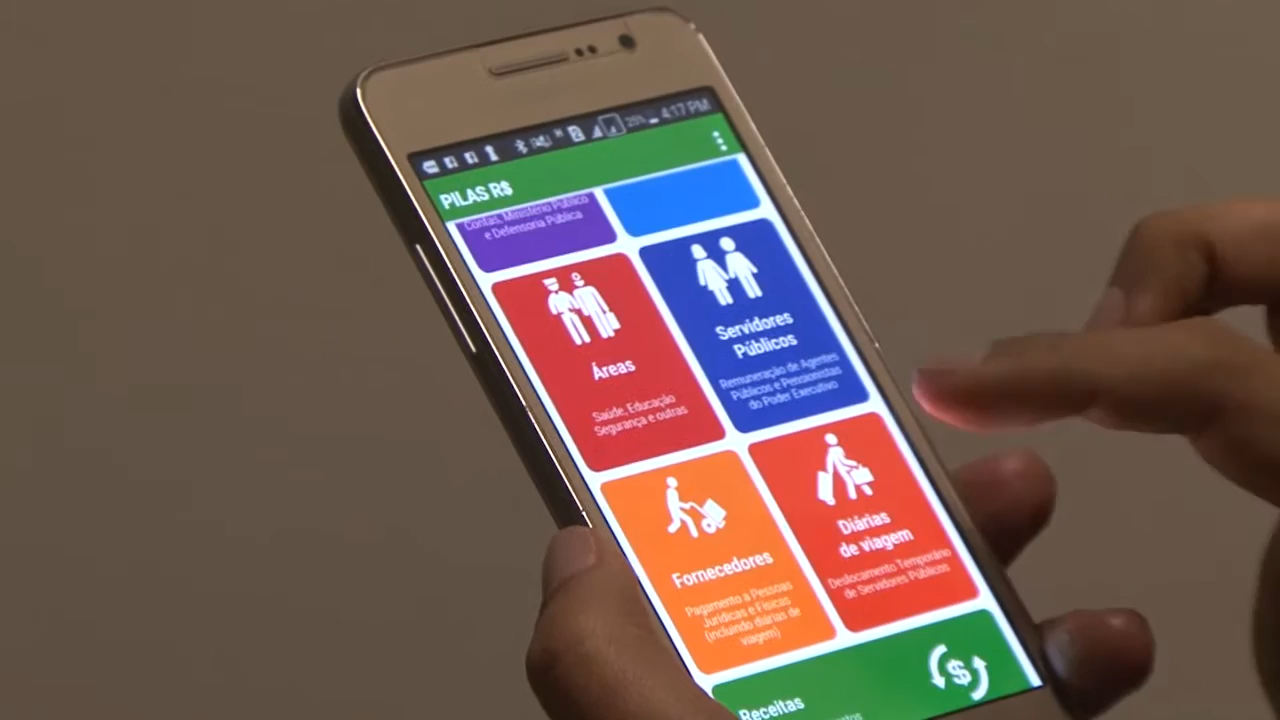 25% 4:17 PM
PILAS R$
Contas, Ministério Público
e Defensoria Pública
Áreas
Saúde, Educação
Segurança e outras
Servidores
Públicos
Remuneração de Agentes
Públicos e Pensionistas
do Poder Executivo
Fornecedores
Pagamento a Pessoas
Jurídicas e Físicas
(incluindo diárias de
viagem)
Diárias
de viagem
Deslocamento Temporário
de Servidores Públicos
Receitas